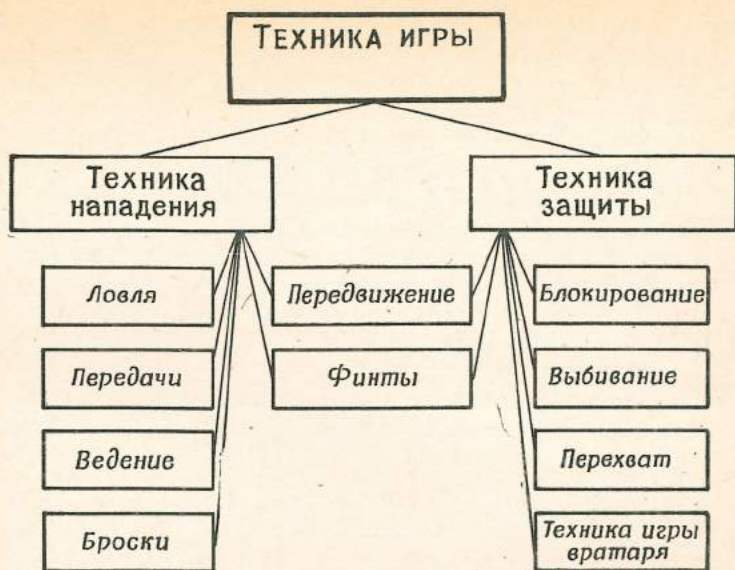 Техника игры
Техника
нападения
Техника
защиты
Ловля
Передвижение
Блокирование
Передачи
Финты
Выбивание
Ведение
Перехват
Броски
Техника игры
вратаря